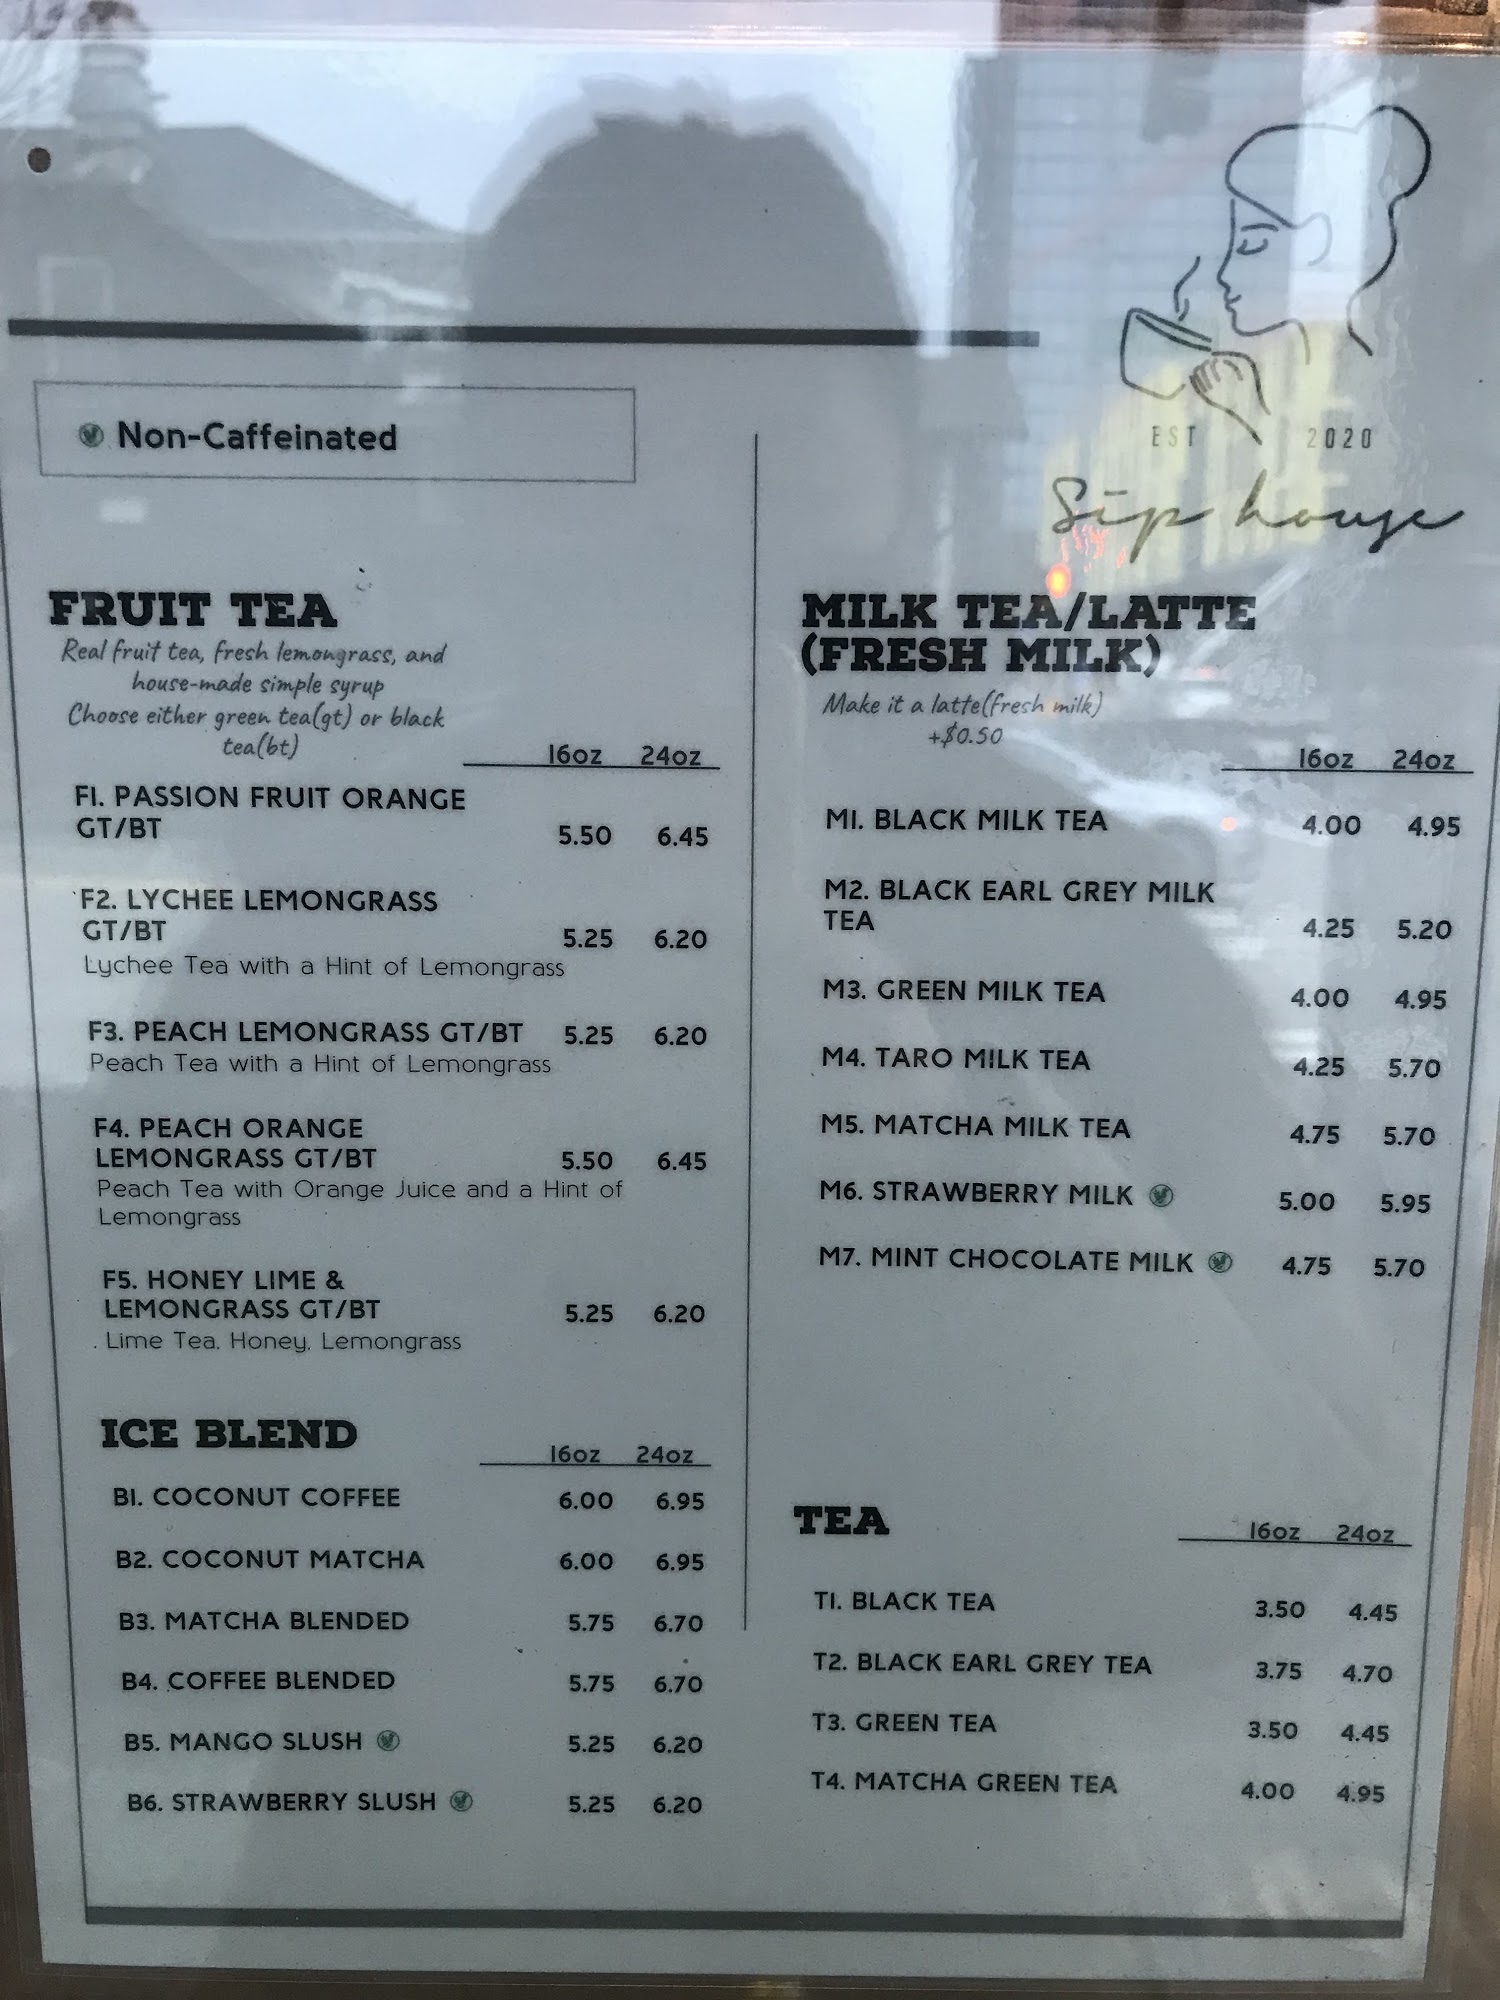 EST 2020
Sip house
Non-Caffeinated
FRUIT TEA
Real fruit tea, fresh lemongrass, and
house-made simple syrup
Choose either green tea(gt) or black
tea(bt)
16oz 24oz
F1. PASSION FRUIT ORANGE
GT/BT 5.50 6.45
F2. LYCHEE LEMONGRASS
GT/BT 5.25 6.20
Lychee Tea with a Hint of Lemongrass
F3. PEACH LEMONGRASS GT/BT 5.25 6.20
Peach Tea with a Hint of Lemongrass
F4. PEACH ORANGE
LEMONGRASS GT/BT 5.50 6.45
Peach Tea with Orange Juice and a Hint of
Lemongrass
F5. HONEY LIME &
LEMONGRASS GT/BT 5.25 6.20
Lime Tea, Honey, Lemongrass
ICE BLEND
16oz 24oz
B1. COCONUT COFFEE 6.00 6.95
B2. COCONUT MATCHA 6.00 6.95
B3. MATCHA BLENDED 5.75 6.70
B4. COFFEE BLENDED 5.75 6.70
B5. MANGO SLUSH 5.25 6.20
B6. STRAWBERRY SLUSH 5.25 6.20
MILK TEA/LATTE
(FRESH MILK)
Make it a latte(fresh milk)
+$0.50
16oz 24oz
M1. BLACK MILK TEA 4.00 4.95
M2. BLACK EARL GREY MILK
TEA 4.25 5.20
M3. GREEN MILK TEA 4.00 4.95
M4. TARO MILK TEA 4.25 5.70
M5. MATCHA MILK TEA 4.75 5.70
M6. STRAWBERRY MILK 5.00 5.95
M7. MINT CHOCOLATE MILK 4.75 5.70
TEA
16oz 24oz
T1. BLACK TEA 3.50 4.45
T2. BLACK EARL GREY TEA 3.75 4.70
T3. GREEN TEA 3.50 4.45
T4. MATCHA GREEN TEA 4.00 4.95